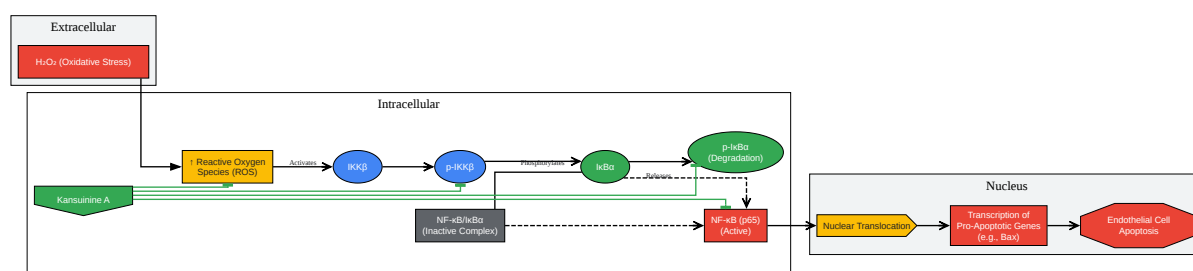 Extracellular
H₂O₂ (Oxidative Stress)
Intracellular
↑ Reactive Oxygen
Species (ROS)
Activates
IKKβ
p-IKKβ
Phosphorylates
IκBα
p-IκBα
(Degradation)
Releases
Kansuinine A
NF-κB/IκBα
(Inactive Complex)
NF-κB (p65)
(Active)
Nucleus
Nuclear Translocation
Transcription of
Pro-Apoptotic Genes
(e.g., Bax)
Endothelial Cell
Apoptosis